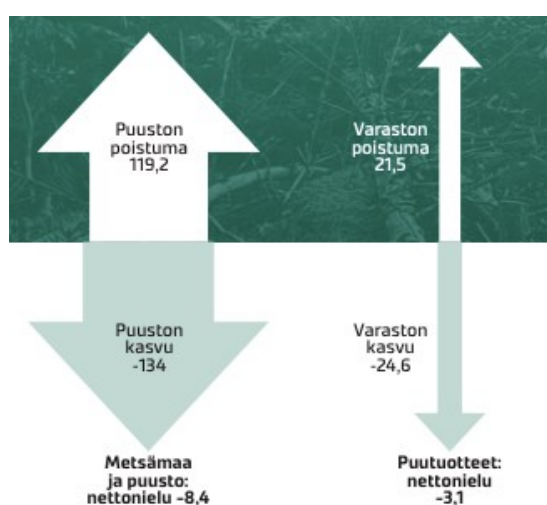 Puuston
poistuma
119,2
Varaston
poistuma
21,5
Puuston
kasvu
-134
Varaston
kasvu
-24,6
Metsämaa
ja puusto:
nettonielu -8,4
Puutuotteet:
nettonielu
-3,1